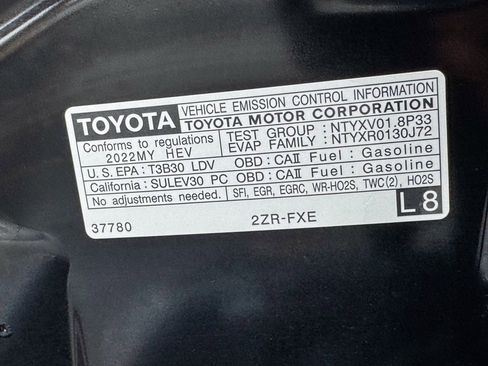 TOYOTA VEHICLE EMISSION CONTROL INFORMATION
TOYOTA MOTOR CORPORATION
Conforms to regulations
2022MY HEV
TEST GROUP : NTYXV01.8P33
EVAP FAMILY : NTYXR0130J72
U.S. EPA : T3B30 LDV OBD : CAII Fuel : Gasoline
California : SULEV30 PC OBD : CAII Fuel : Gasoline
No adjustments needed. SFI, EGR, EGRC, WR-HO2S, TWC(2), HO2S
37780 2ZR-FXE L 8